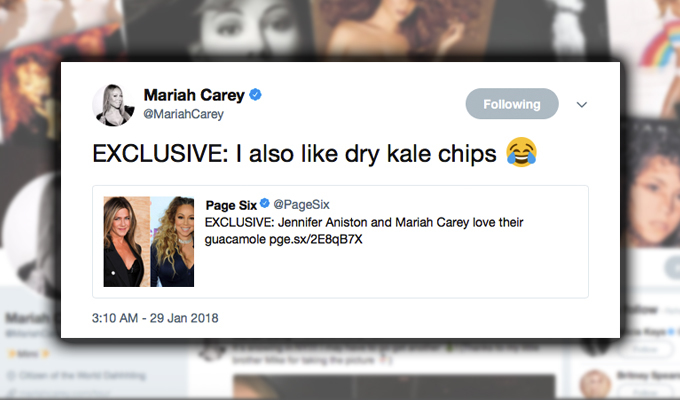 Mariah Carey
@MariahCarey
Following
EXCLUSIVE: I also like dry kale chips 😂
Page Six @PageSix
EXCLUSIVE: Jennifer Aniston and Mariah Carey love their
guacamole pge.sx/2E8qB7X
3:10 AM - 29 Jan 2018